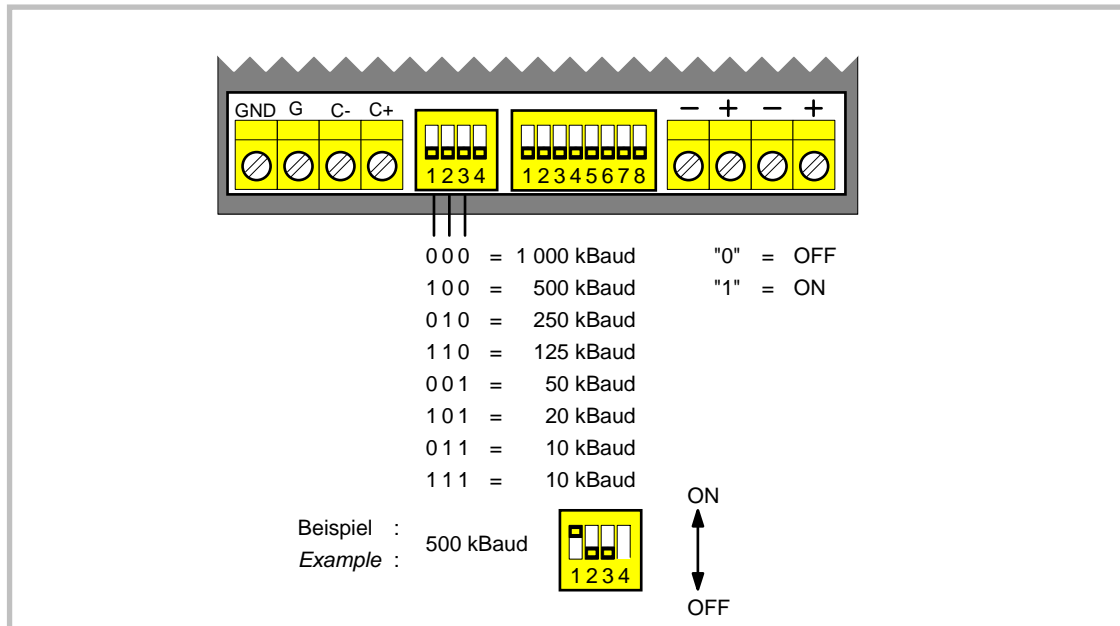 GND G C- C+ − + − +
1 2 3 4 1 2 3 4 5 6 7 8
0 0 0 = 1 000 kBaud "0" = OFF
1 0 0 = 500 kBaud "1" = ON
0 1 0 = 250 kBaud
1 1 0 = 125 kBaud
0 0 1 = 50 kBaud
1 0 1 = 20 kBaud
0 1 1 = 10 kBaud
1 1 1 = 10 kBaud
ON
Beispiel :
Example :
500 kBaud
1 2 3 4
OFF